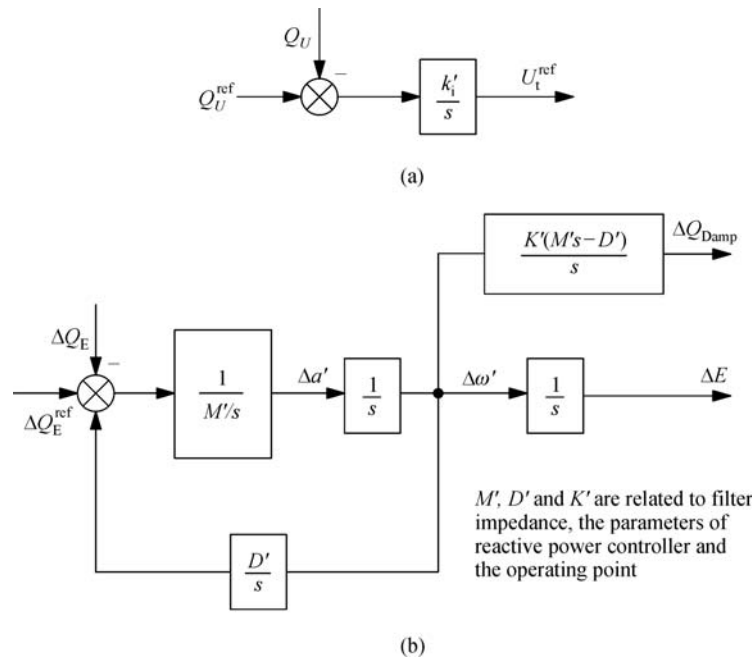 Q_U
−
Q_U^ref
k′_i
s
U_t^ref
(a)
K′(M′s−D′)
s
ΔQ_Damp
ΔQ_E
−
ΔQ_E^ref
1
M′/s
Δa′
1
s
Δω′
1
s
ΔE
D′
s
M′, D′ and K′ are related to filter
impedance, the parameters of
reactive power controller and
the operating point
(b)